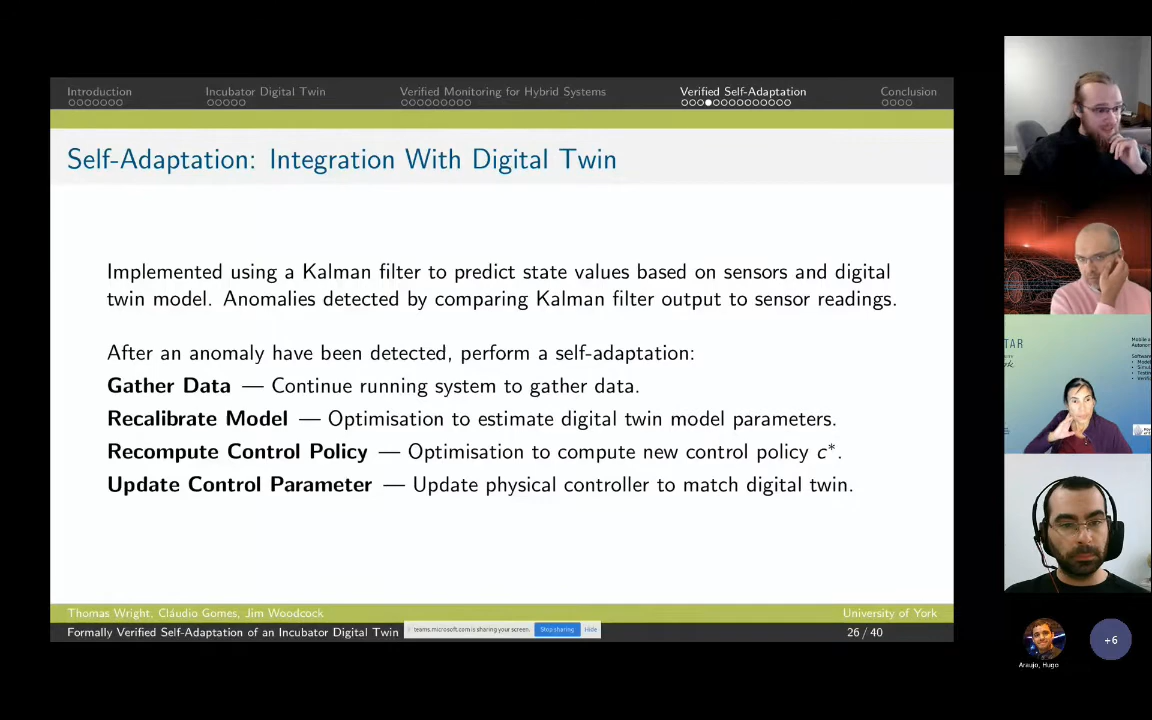 Introduction
Incubator Digital Twin
Verified Monitoring for Hybrid Systems
Verified Self-Adaptation
Conclusion
Self-Adaptation: Integration With Digital Twin
Implemented using a Kalman filter to predict state values based on sensors and digital
twin model. Anomalies detected by comparing Kalman filter output to sensor readings.
After an anomaly have been detected, perform a self-adaptation:
Gather Data — Continue running system to gather data.
Recalibrate Model — Optimisation to estimate digital twin model parameters.
Recompute Control Policy — Optimisation to compute new control policy c*.
Update Control Parameter — Update physical controller to match digital twin.
Thomas Wright, Cláudio Gomes, Jim Woodcock
University of York
Formally Verified Self-Adaptation of an Incubator Digital Twin
26 / 40
teams.microsoft.com is sharing your screen.
Stop sharing
Hide
TAR
Araujo, Hugo
+6